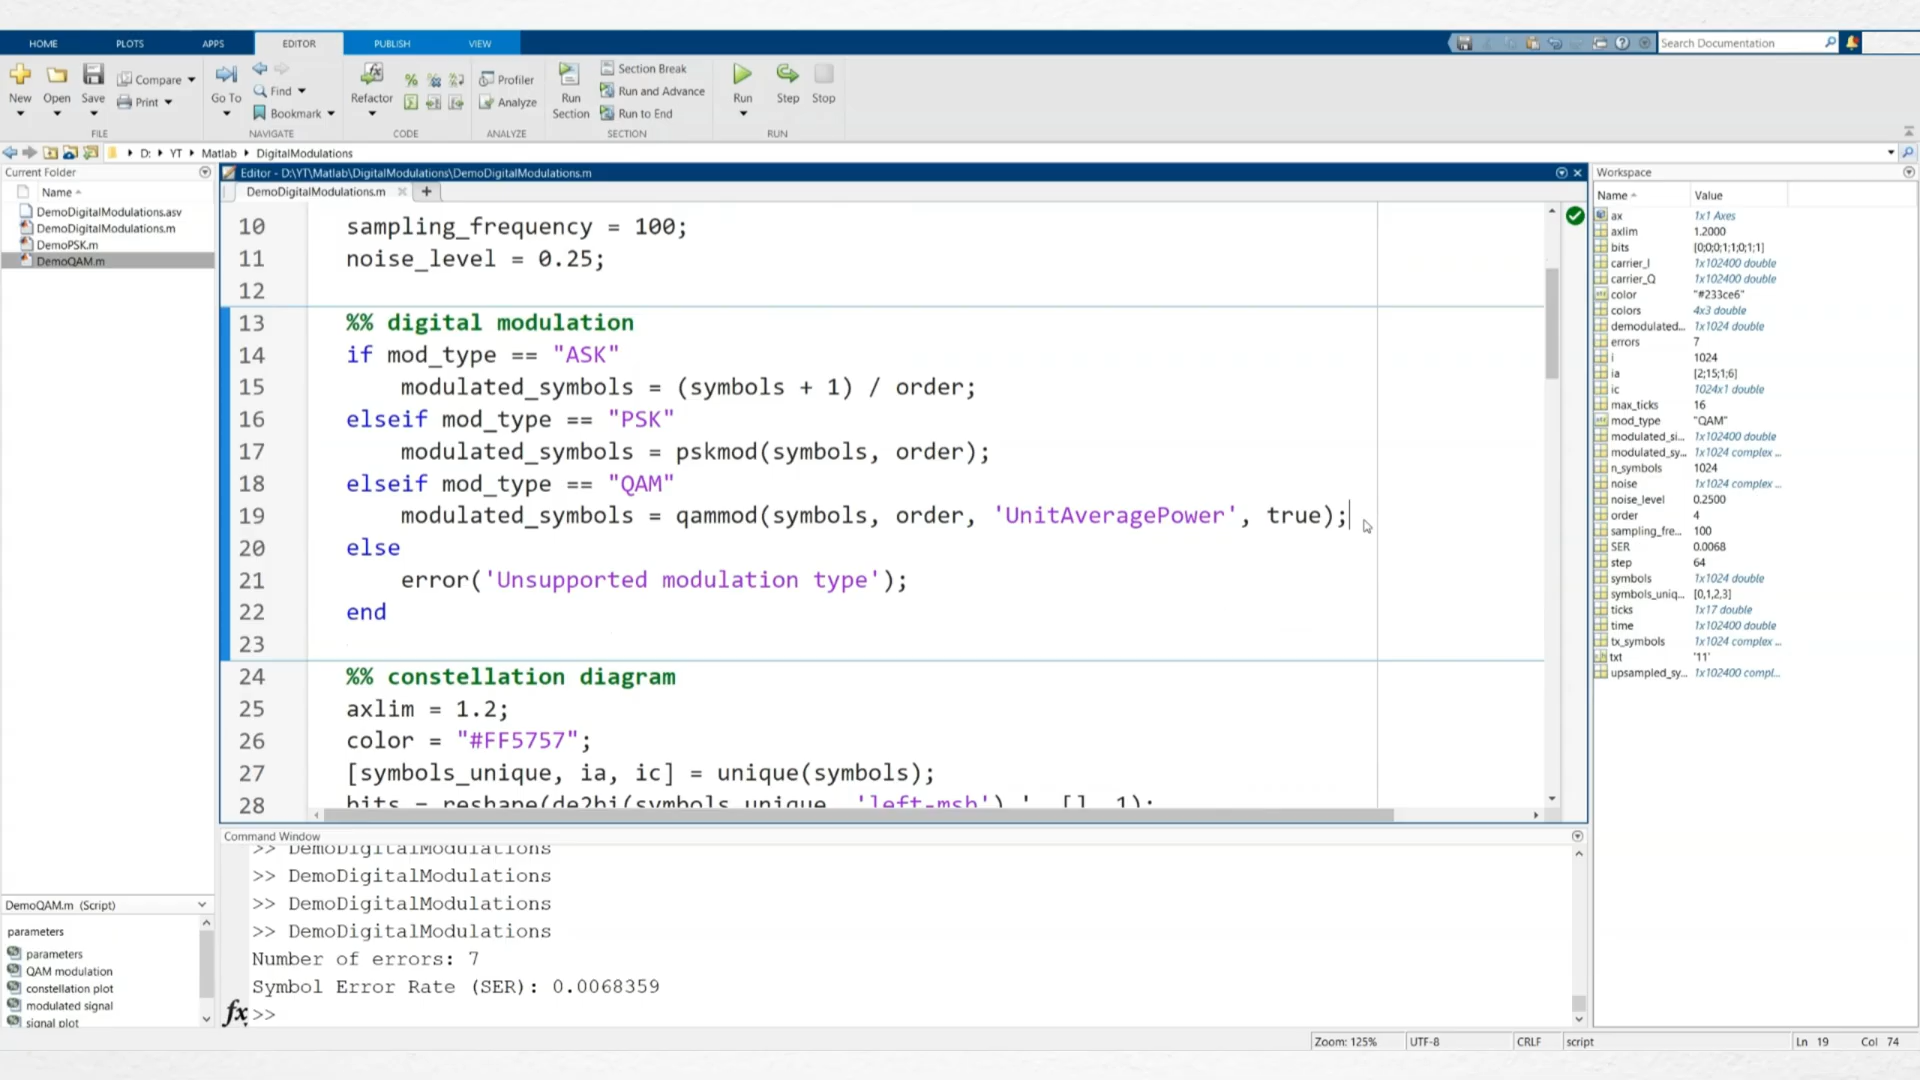 HOME PLOTS APPS EDITOR PUBLISH VIEW Search Documentation
New Open Save Compare Print Go To Find Bookmark Refactor Profiler Analyze Run Section Section Break Run and Advance Run to End Run Step Stop
FILE NAVIGATE CODE ANALYZE SECTION RUN
D: YT Matlab DigitalModulations
Current Folder
Name
DemoDigitalModulations.asv
DemoDigitalModulations.m
DemoPSK.m
DemoQAM.m
DemoQAM.m (Script)
parameters
parameters
QAM modulation
constellation plot
modulated signal
signal plot
Editor - D:\YT\Matlab\DigitalModulations\DemoDigitalModulations.m
DemoDigitalModulations.m
10 sampling_frequency = 100;
11 noise_level = 0.25;
12
13 %% digital modulation
14 if mod_type == "ASK"
15 modulated_symbols = (symbols + 1) / order;
16 elseif mod_type == "PSK"
17 modulated_symbols = pskmod(symbols, order);
18 elseif mod_type == "QAM"
19 modulated_symbols = qammod(symbols, order, 'UnitAveragePower', true);
20 else
21 error('Unsupported modulation type');
22 end
23
24 %% constellation diagram
25 axlim = 1.2;
26 color = "#FF5757";
27 [symbols_unique, ia, ic] = unique(symbols);
28 bits = reshape(de2bi(symbols_unique, 'left-msb').', [], 1);
Command Window
>> DemoDigitalModulations
>> DemoDigitalModulations
>> DemoDigitalModulations
>> DemoDigitalModulations
Number of errors: 7
Symbol Error Rate (SER): 0.0068359
fx >>
Workspace
Name Value
ax 1x1 Axes
axlim 1.2000
bits [0;0;0;1;1;0;1;1]
carrier_I 1x102400 double
carrier_Q 1x102400 double
color "#233ce6"
colors 4x3 double
demodulated... 1x1024 double
errors 7
i 1024
ia [2;15;1;6]
ic 1024x1 double
max_ticks 16
mod_type "QAM"
modulated_si... 1x102400 double
modulated_sy... 1x1024 complex ...
n_symbols 1024
noise 1x1024 complex ...
noise_level 0.2500
order 4
sampling_fre... 100
SER 0.0068
step 64
symbols 1x1024 double
symbols_uniq... [0,1,2,3]
ticks 1x17 double
time 1x102400 double
tx_symbols 1x1024 complex ...
txt '11'
upsampled_sy... 1x102400 compl...
Zoom: 125% UTF-8 CRLF script Ln 19 Col 74